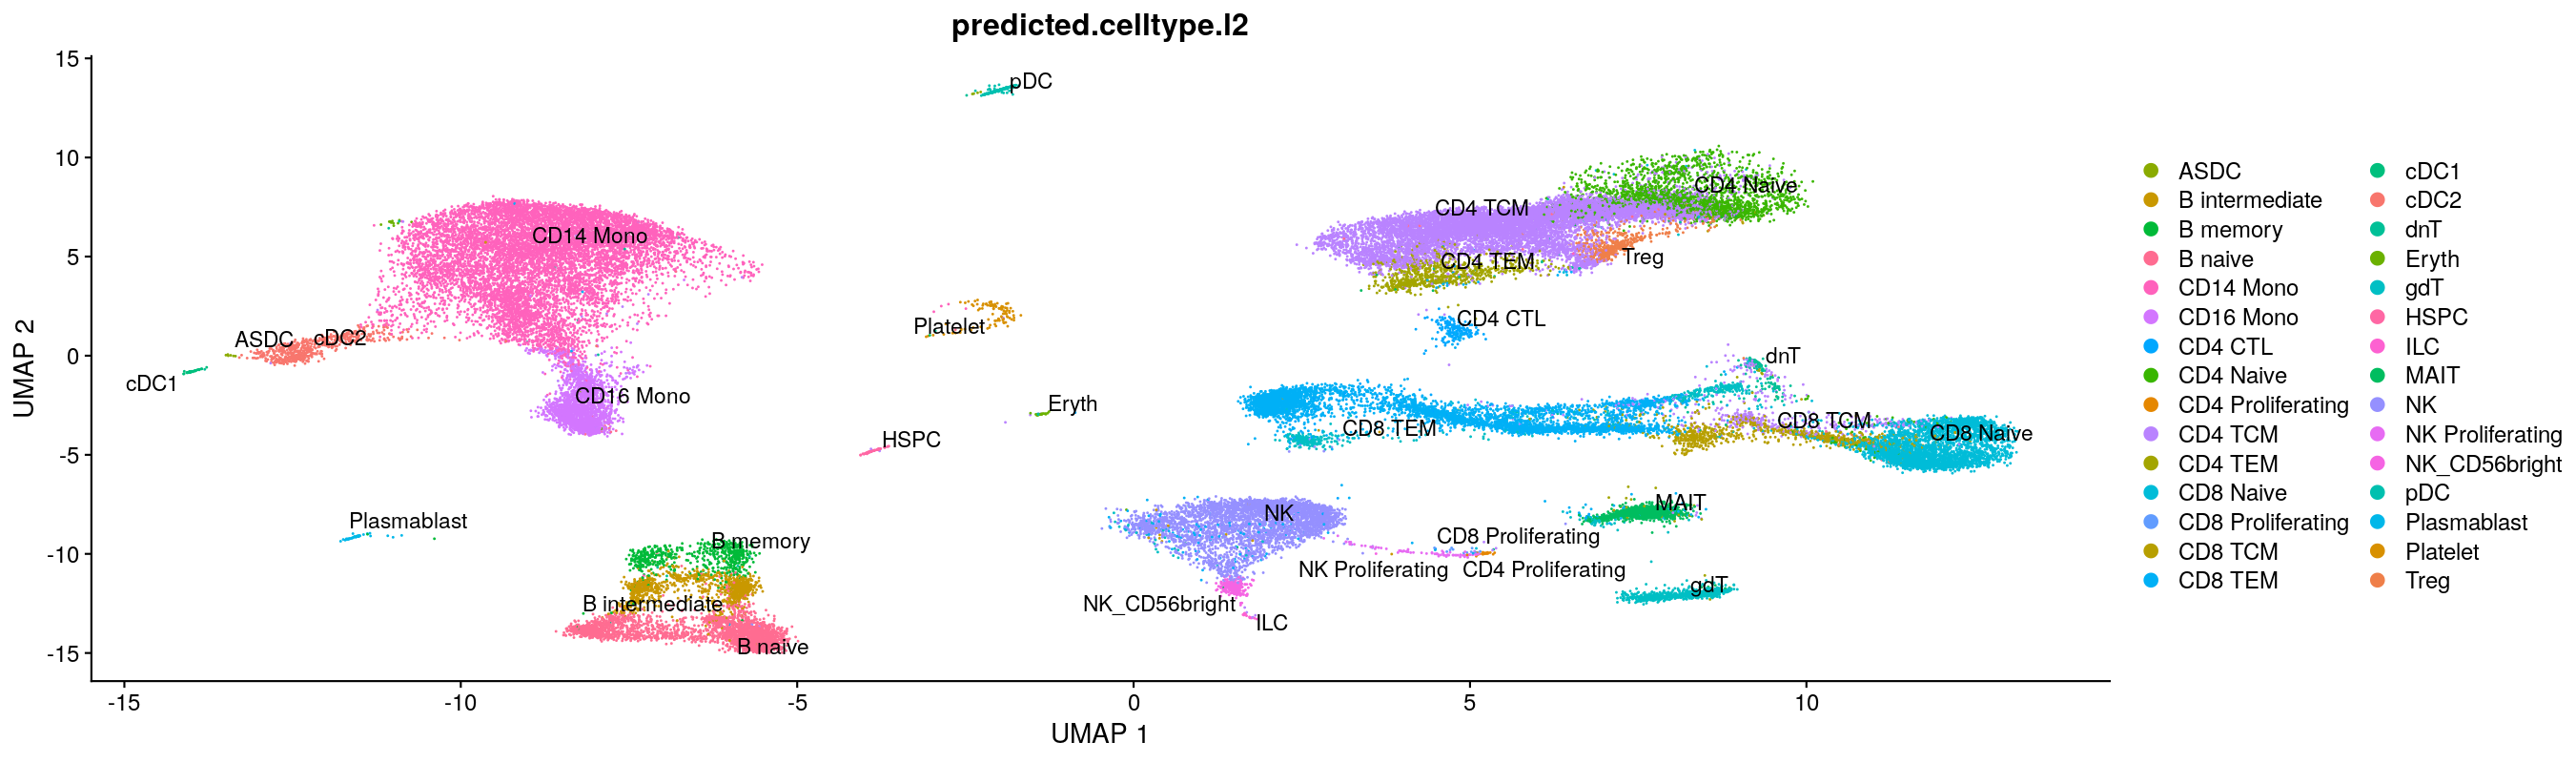 predicted.celltype.l2
15
10
5
0
-5
-10
-15
UMAP 2
-15
-10
-5
0
5
10
UMAP 1
pDC
CD4 Naive
CD4 TCM
CD14 Mono
Treg
CD4 TEM
CD4 CTL
Platelet
ASDC
cDC2
dnT
cDC1
CD16 Mono
Eryth
CD8 TCM
CD8 TEM
CD8 Naive
HSPC
MAIT
NK
Plasmablast
CD8 Proliferating
B memory
NK Proliferating
CD4 Proliferating
gdT
B intermediate
NK_CD56bright
ILC
B naive
ASDC
B intermediate
B memory
B naive
CD14 Mono
CD16 Mono
CD4 CTL
CD4 Naive
CD4 Proliferating
CD4 TCM
CD4 TEM
CD8 Naive
CD8 Proliferating
CD8 TCM
CD8 TEM
cDC1
cDC2
dnT
Eryth
gdT
HSPC
ILC
MAIT
NK
NK Proliferating
NK_CD56bright
pDC
Plasmablast
Platelet
Treg